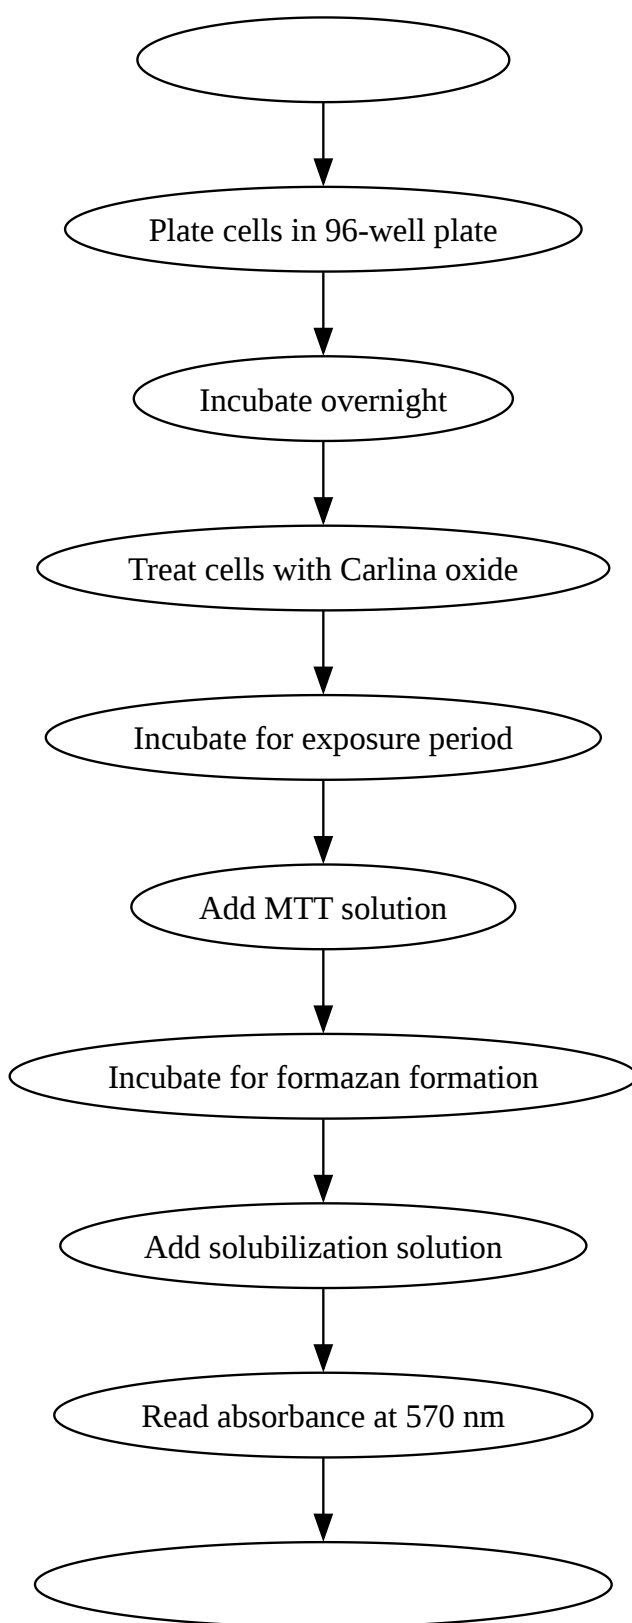 Plate cells in 96-well plate
Incubate overnight
Treat cells with Carlina oxide
Incubate for exposure period
Add MTT solution
Incubate for formazan formation
Add solubilization solution
Read absorbance at 570 nm